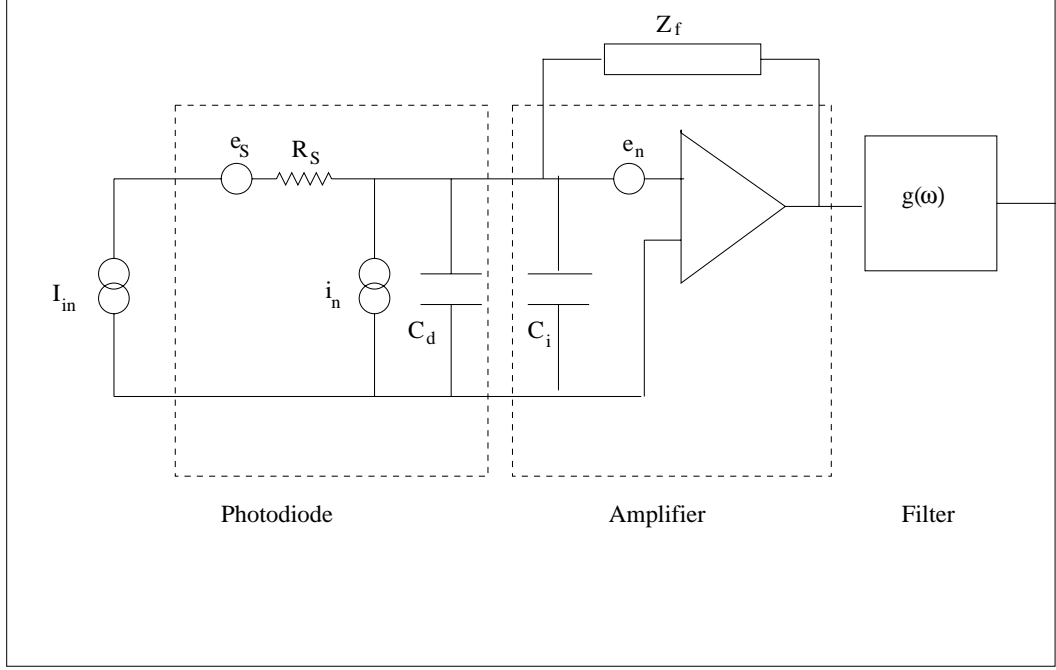 Z_f
e_S
R_S
e_n
g(ω)
I_in
i_n
C_d
C_i
Photodiode
Amplifier
Filter